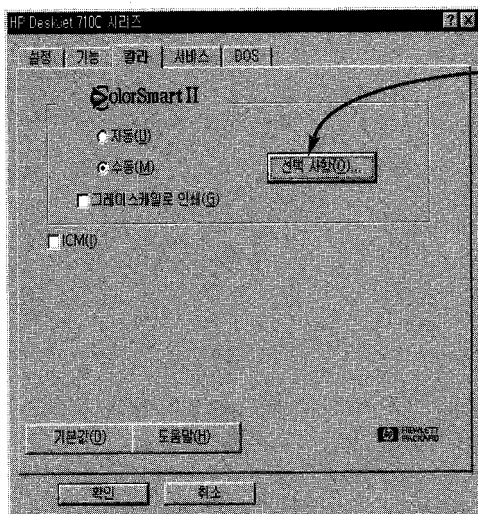 HP DeskJet 710C 시리즈
설정 기능 칼라 서비스 DOS
ColorSmart II
자동(U)
수동(M)
선택 사항(O)...
그레이스케일로 인쇄(G)
ICM(I)
기본값(D) 도움말(H)
HEWLETT
PACKARD
확인 취소